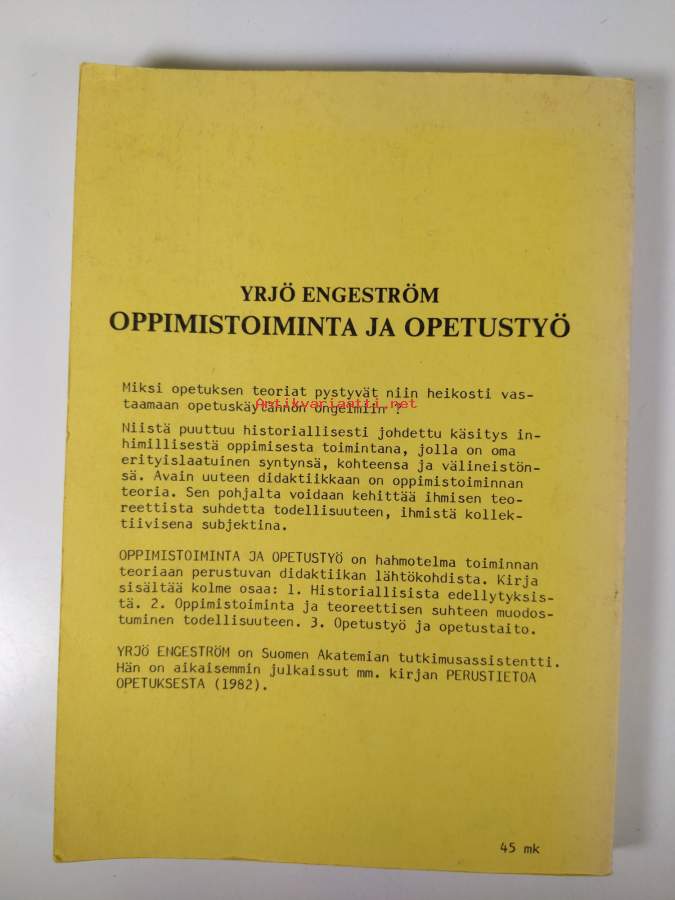 YRJÖ ENGESTRÖM
OPPIMISTOIMINTA JA OPETUSTYÖ
Miksi opetuksen teoriat pystyvät niin heikosti vas-
taamaan opetuskäytännön ongelmiin ?
Antikvariaatti.net
Niistä puuttuu historiallisesti johdettu käsitys in-
himillisestä oppimisesta toimintana, jolla on oma
erityislaatuinen syntynsä, kohteensa ja välineistön-
sä. Avain uuteen didaktiikkaan on oppimistoiminnan
teoria. Sen pohjalta voidaan kehittää ihmisen teo-
reettista suhdetta todellisuuteen, ihmistä kollek-
tiivisena subjektina.
OPPIMISTOIMINTA JA OPETUSTYÖ on hahmotelma toiminnan
teoriaan perustuvan didaktiikan lähtökohdista. Kirja
sisältää kolme osaa: 1. Historiallisista edellytyksis-
tä. 2. Oppimistoiminta ja teoreettisen suhteen muodos-
tuminen todellisuuteen. 3. Opetustyö ja opetustaito.
YRJÖ ENGESTRÖM on Suomen Akatemian tutkimusassistentti.
Hän on aikaisemmin julkaissut mm. kirjan PERUSTIETOA
OPETUKSESTA (1982).
45 mk